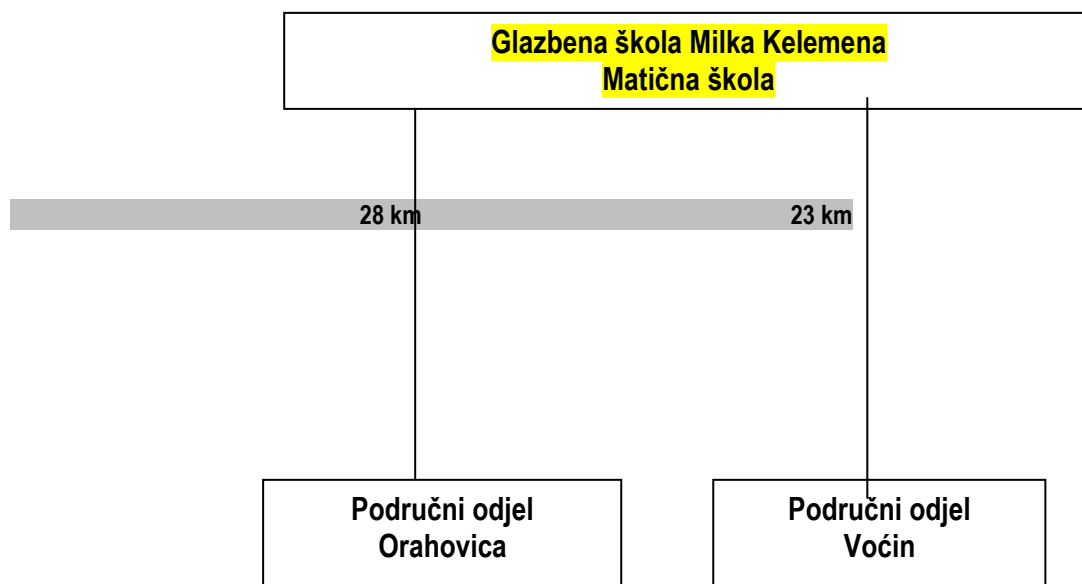 Glazbena škola Milka Kelemena
Matična škola
28 km 23 km
Područni odjel
Orahovica
Područni odjel
Voćin